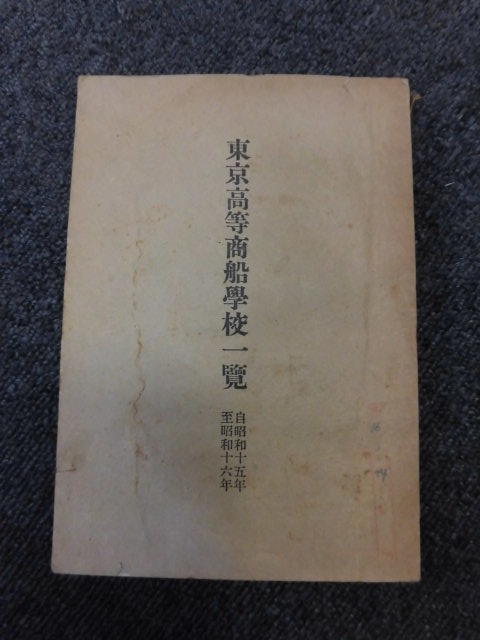 東京高等商船學校一覽
自昭和十五年
至昭和十六年